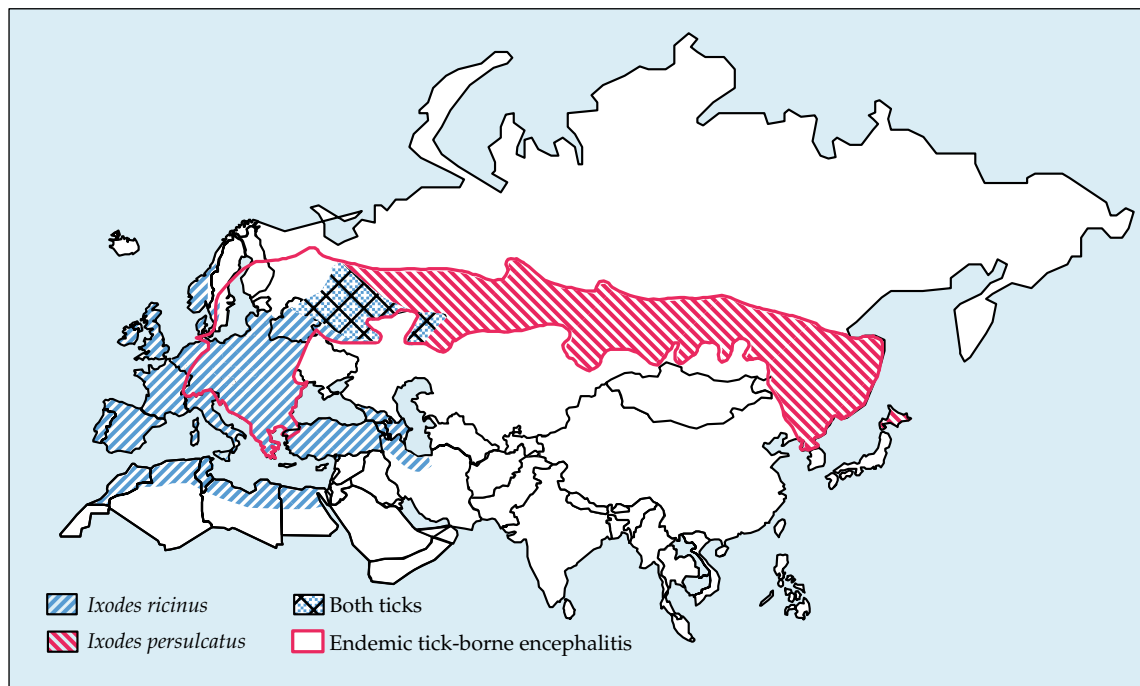 Ixodes ricinus
Both ticks
Ixodes persulcatus
Endemic tick-borne encephalitis